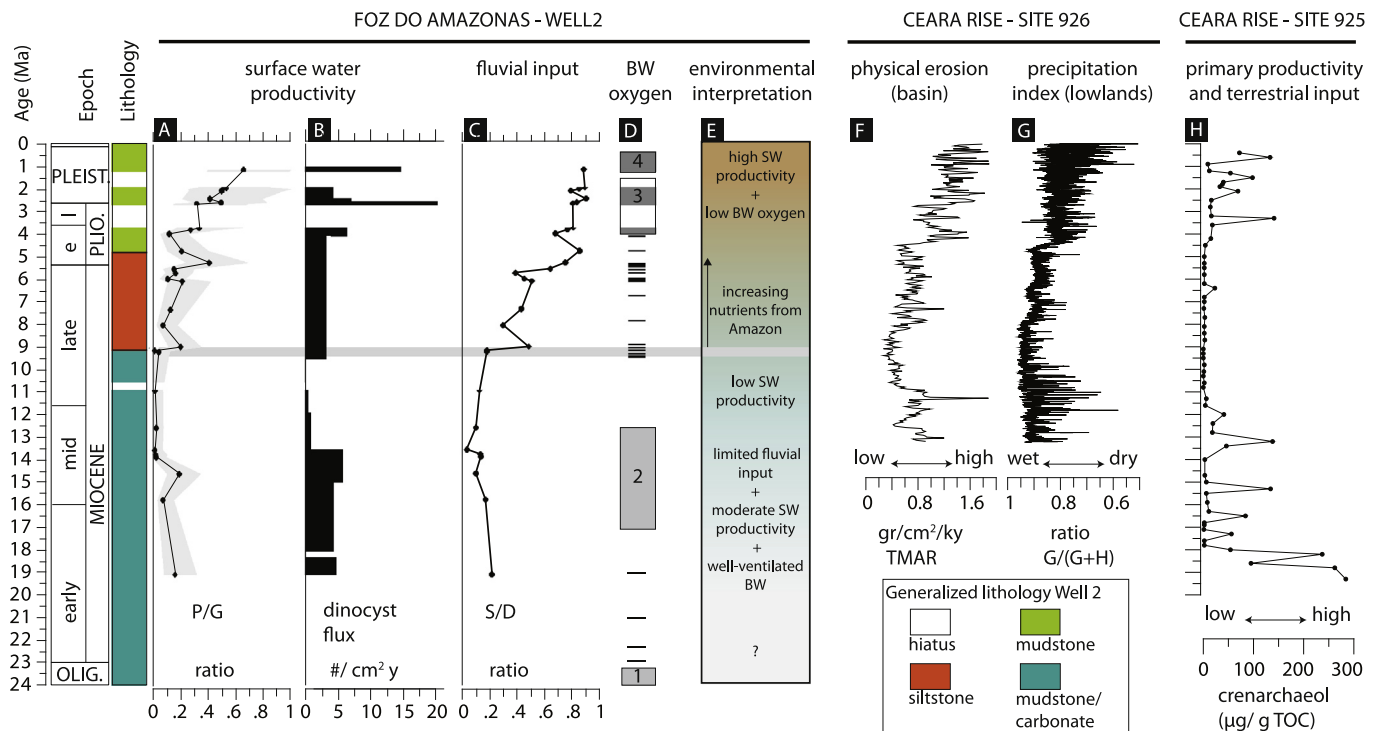 FOZ DO AMAZONAS - WELL2
CEARA RISE - SITE 926
CEARA RISE - SITE 925
Age (Ma)
Epoch
Lithology
surface water
productivity
fluvial input
BW
oxygen
environmental
interpretation
physical erosion
(basin)
precipitation
index (lowlands)
primary productivity
and terrestrial input
A
B
C
D
E
F
G
H
0
1
2
3
4
5
6
7
8
9
10
11
12
13
14
15
16
17
18
19
20
21
22
23
24
PLEIST.
l
e
PLIO.
late
mid
early
MIOCENE
OLIG.
P/G
ratio
0 .2 .4 .6 .8 1
dinocyst
flux
#/ cm² y
0 5 10 15 20
S/D
ratio
0 .2 .4 .6 .8 1
4
3
2
1
high SW
productivity
+
low BW oxygen
increasing
nutrients from
Amazon
low SW
productivity
limited fluvial
input
+
moderate SW
productivity
+
well-ventilated
BW
?
low high
0 0.8 1.6
gr/cm²/ky
TMAR
wet dry
1 0.8 0.6
ratio
G/(G+H)
Generalized lithology Well 2
hiatus
mudstone
siltstone
mudstone/
carbonate
low high
0 100 200 300
crenarchaeol
(µg/ g TOC)